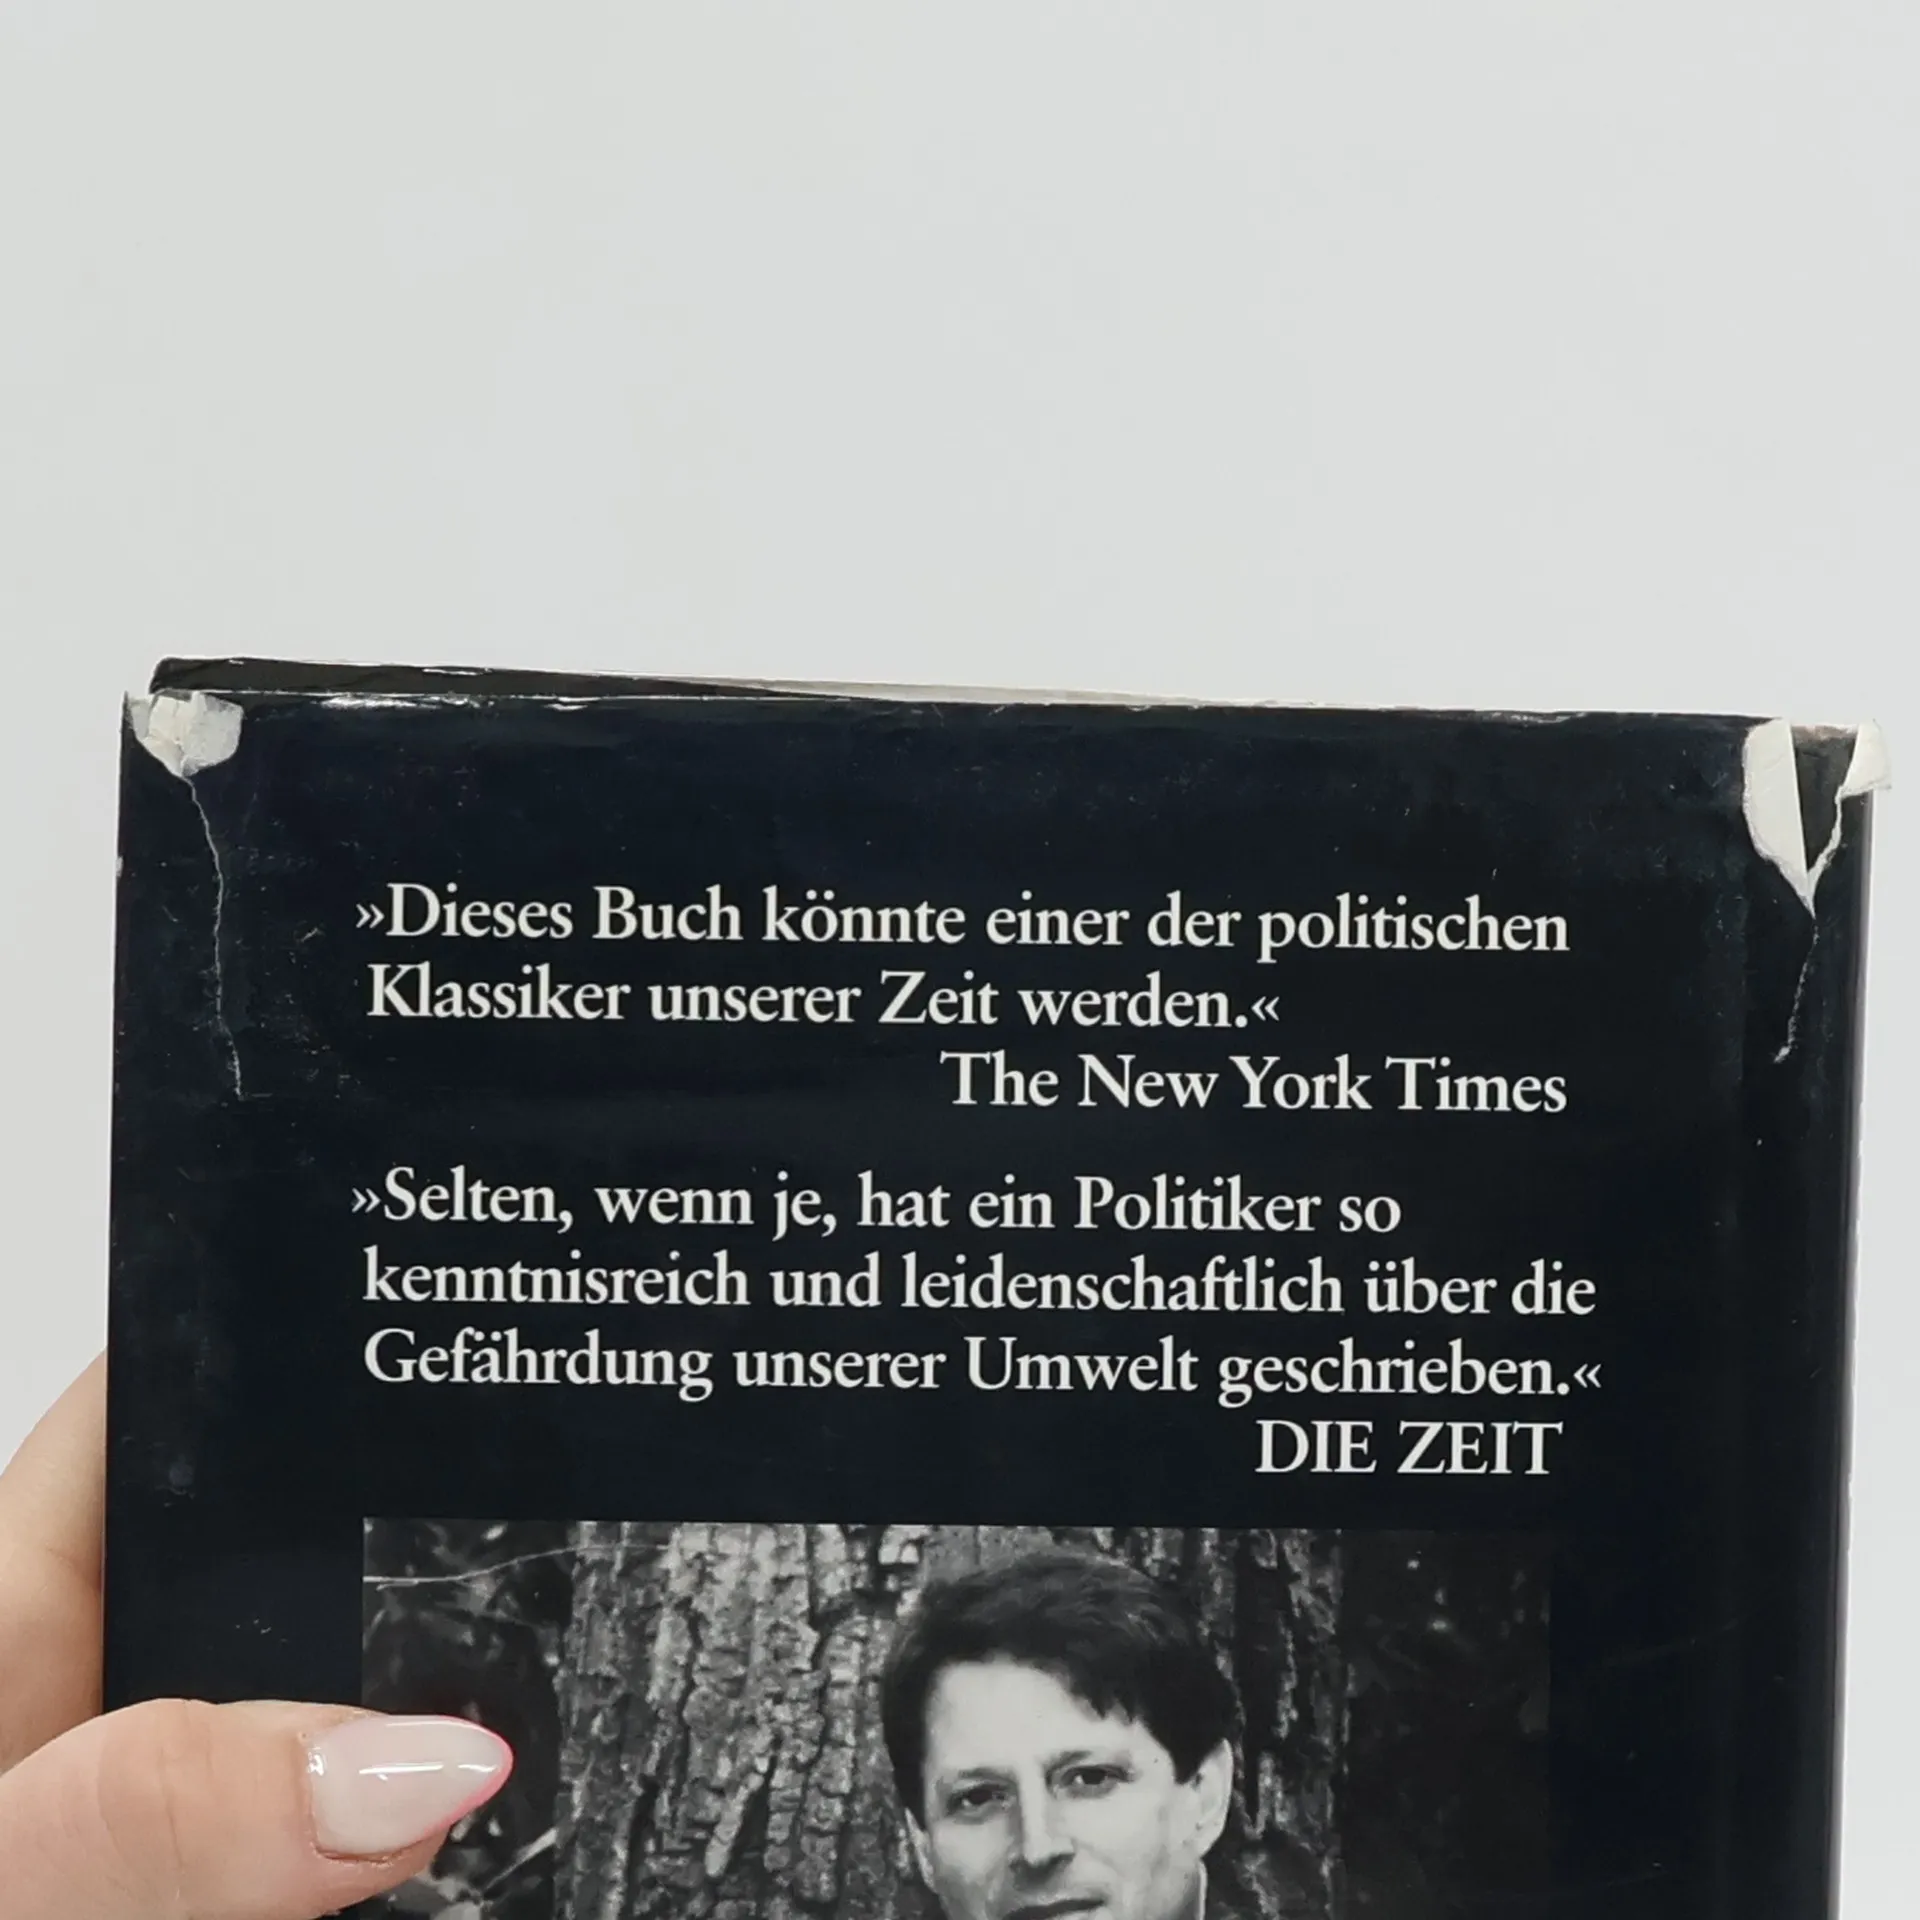 »Dieses Buch könnte einer der politischen
Klassiker unserer Zeit werden.«
The New York Times
»Selten, wenn je, hat ein Politiker so
kenntnisreich und leidenschaftlich über die
Gefährdung unserer Umwelt geschrieben.«
DIE ZEIT